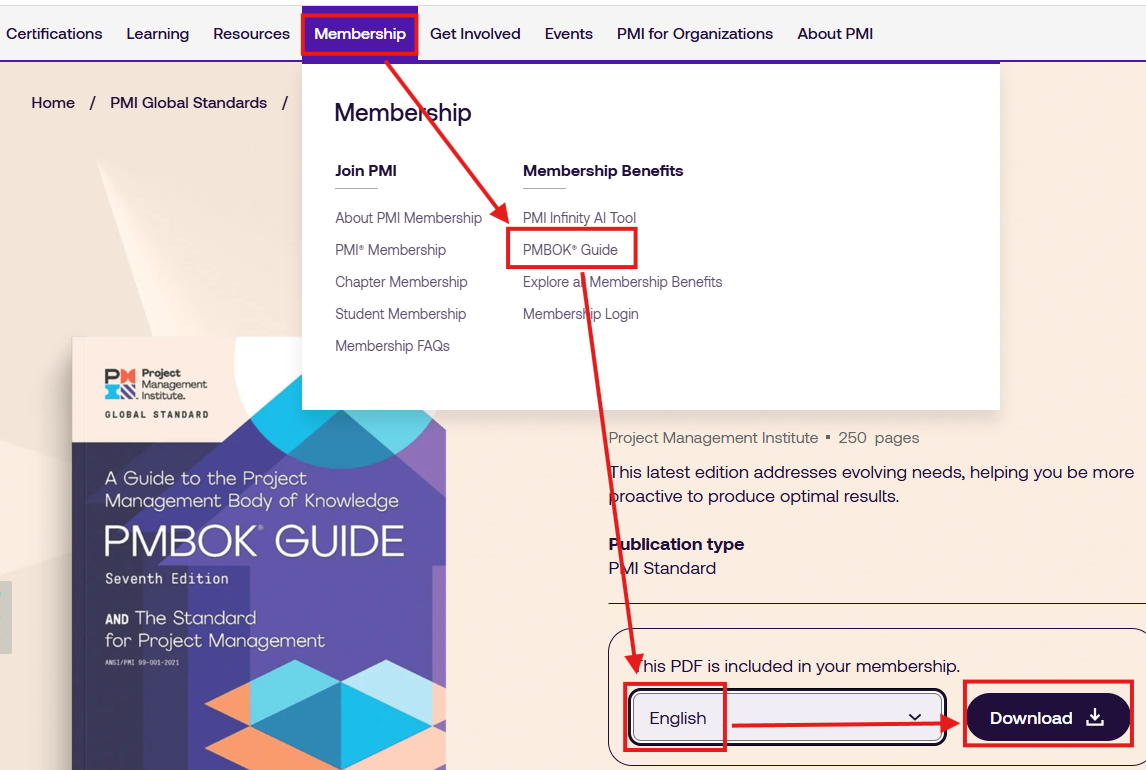 Certifications Learning Resources Membership Get Involved Events PMI for Organizations About PMI
Home / PMI Global Standards /
Membership
Join PMI
About PMI Membership
PMI® Membership
Chapter Membership
Student Membership
Membership FAQs
Membership Benefits
PMI Infinity AI Tool
PMBOK® Guide
Explore all Membership Benefits
Membership Login
Project
Management
Institute.
GLOBAL STANDARD
A Guide to the Project
Management Body of Knowledge
PMBOK® GUIDE
Seventh Edition
AND The Standard
for Project Management
ANSI/PMI 99-001-2021
Project Management Institute ▪ 250 pages
This latest edition addresses evolving needs, helping you be more
proactive to produce optimal results.
Publication type
PMI Standard
This PDF is included in your membership.
English
Download